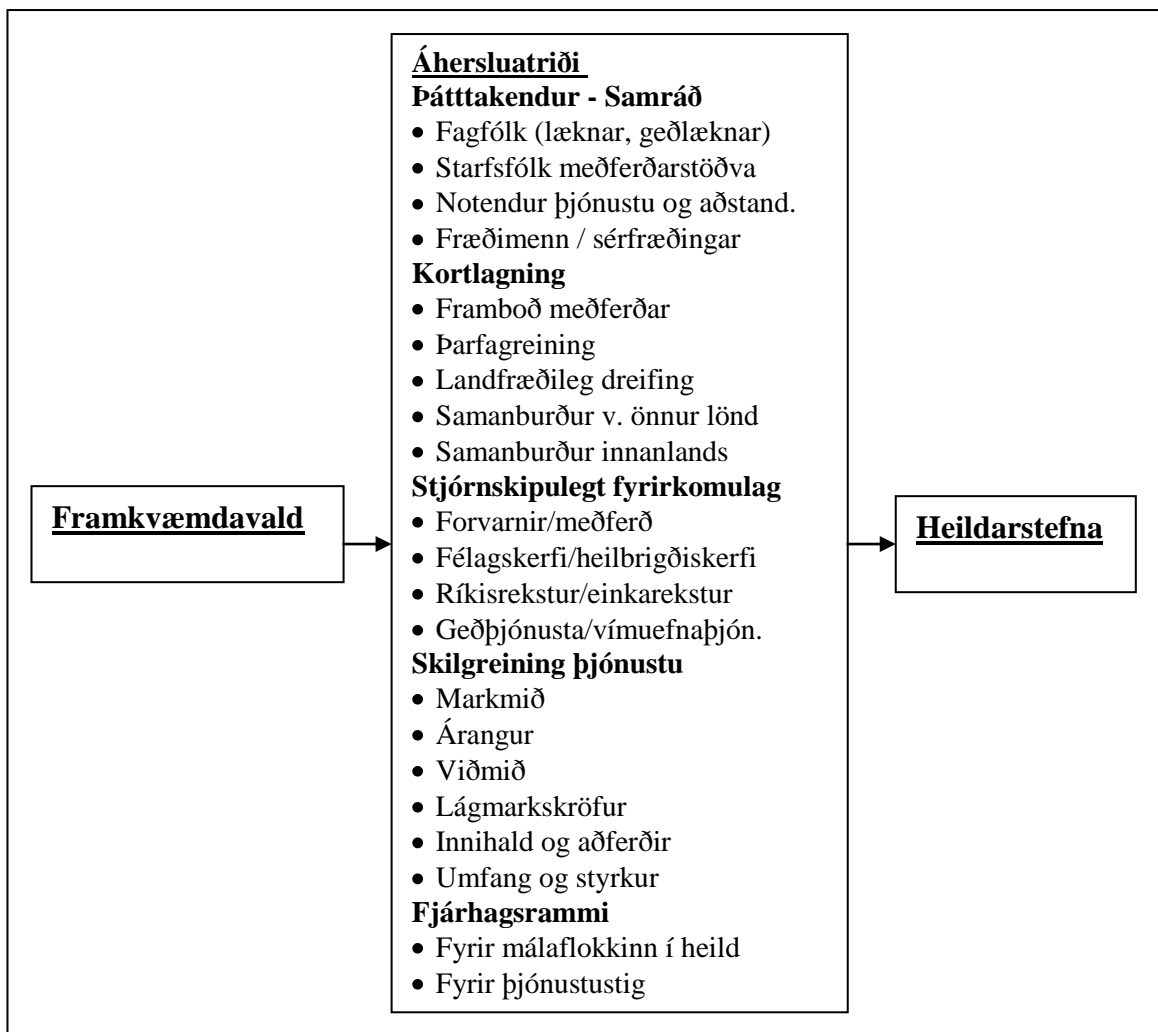 Framkvæmdavald
Áhersluatriði
Þátttakendur - Samráð
• Fagfólk (læknar, geðlæknar)
• Starfsfólk meðferðarstöðva
• Notendur þjónustu og aðstand.
• Fræðimenn / sérfræðingar
Kortlagning
• Framboð meðferðar
• Þarfagreining
• Landfræðileg dreifing
• Samanburður v. önnur lönd
• Samanburður innanlands
Stjórnskipulegt fyrirkomulag
• Forvarnir/meðferð
• Félagskerfi/heilbrigðiskerfi
• Ríkisrekstur/einkarekstur
• Geðþjónusta/vímuefnaþjón.
Skilgreining þjónustu
• Markmið
• Árangur
• Viðmið
• Lágmarkskröfur
• Innihald og aðferðir
• Umfang og styrkur
Fjárhagsrammi
• Fyrir málaflokkinn í heild
• Fyrir þjónustustig
Heildarstefna